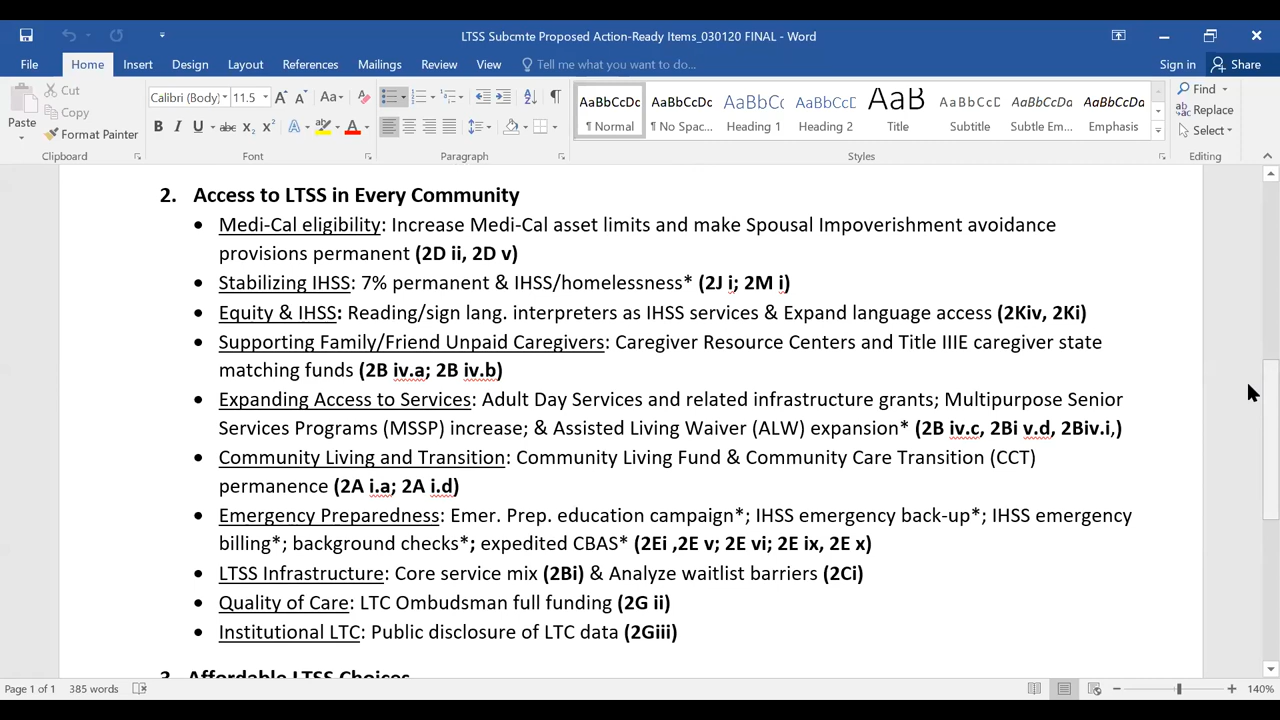 LTSS Subcmte Proposed Action-Ready Items_030120 FINAL - Word
File Home Insert Design Layout References Mailings Review View Tell me what you want to do... Sign in Share
Paste
Cut
Copy
Format Painter
Calibri (Body) 11.5
AaBbCcDc AaBbCcDc AaBbCc AaBbCcD AaB AaBbCcD AaBbCcDa AaBbCcDa
¶ Normal ¶ No Spac... Heading 1 Heading 2 Title Subtitle Subtle Em... Emphasis
Find
Replace
Select
Clipboard Font Paragraph Styles Editing
2. Access to LTSS in Every Community
• Medi-Cal eligibility: Increase Medi-Cal asset limits and make Spousal Impoverishment avoidance
provisions permanent (2D ii, 2D v)
• Stabilizing IHSS: 7% permanent & IHSS/homelessness* (2J i; 2M i)
• Equity & IHSS: Reading/sign lang. interpreters as IHSS services & Expand language access (2Kiv, 2Ki)
• Supporting Family/Friend Unpaid Caregivers: Caregiver Resource Centers and Title IIIE caregiver state
matching funds (2B iv.a; 2B iv.b)
• Expanding Access to Services: Adult Day Services and related infrastructure grants; Multipurpose Senior
Services Programs (MSSP) increase; & Assisted Living Waiver (ALW) expansion* (2B iv.c, 2Bi v.d, 2Biv.i,)
• Community Living and Transition: Community Living Fund & Community Care Transition (CCT)
permanence (2A i.a; 2A i.d)
• Emergency Preparedness: Emer. Prep. education campaign*; IHSS emergency back-up*; IHSS emergency
billing*; background checks*; expedited CBAS* (2Ei ,2E v; 2E vi; 2E ix, 2E x)
• LTSS Infrastructure: Core service mix (2Bi) & Analyze waitlist barriers (2Ci)
• Quality of Care: LTC Ombudsman full funding (2G ii)
• Institutional LTC: Public disclosure of LTC data (2Giii)
3. Affordable LTSS Choices
Page 1 of 1 385 words 140%